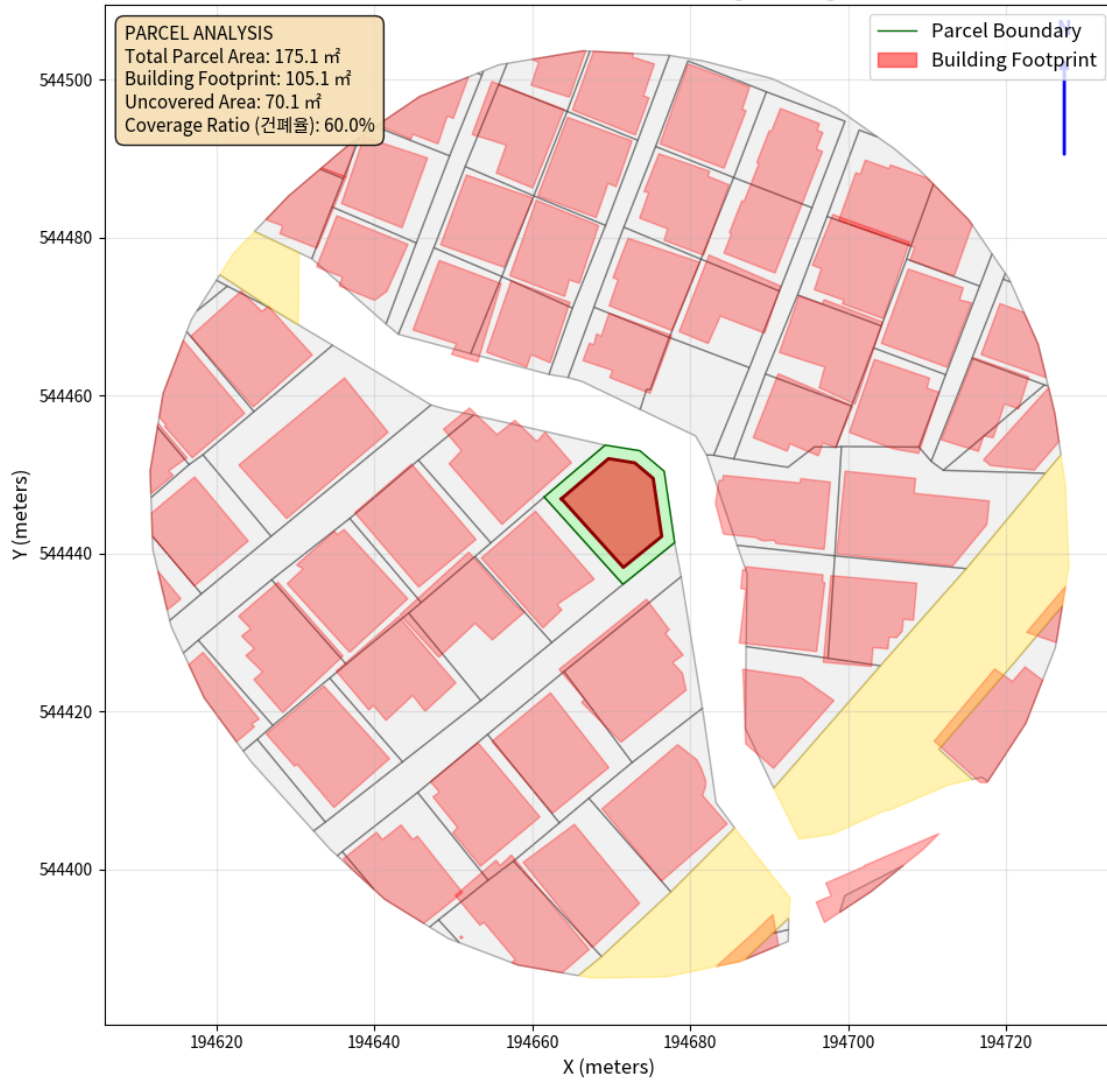 PARCEL ANALYSIS
Total Parcel Area: 175.1 ㎡
Building Footprint: 105.1 ㎡
Uncovered Area: 70.1 ㎡
Coverage Ratio (건폐율): 60.0%
Parcel Boundary
Building Footprint
N
544500
544480
544460
544440
544420
544400
Y (meters)
194620
194640
194660
194680
194700
194720
X (meters)